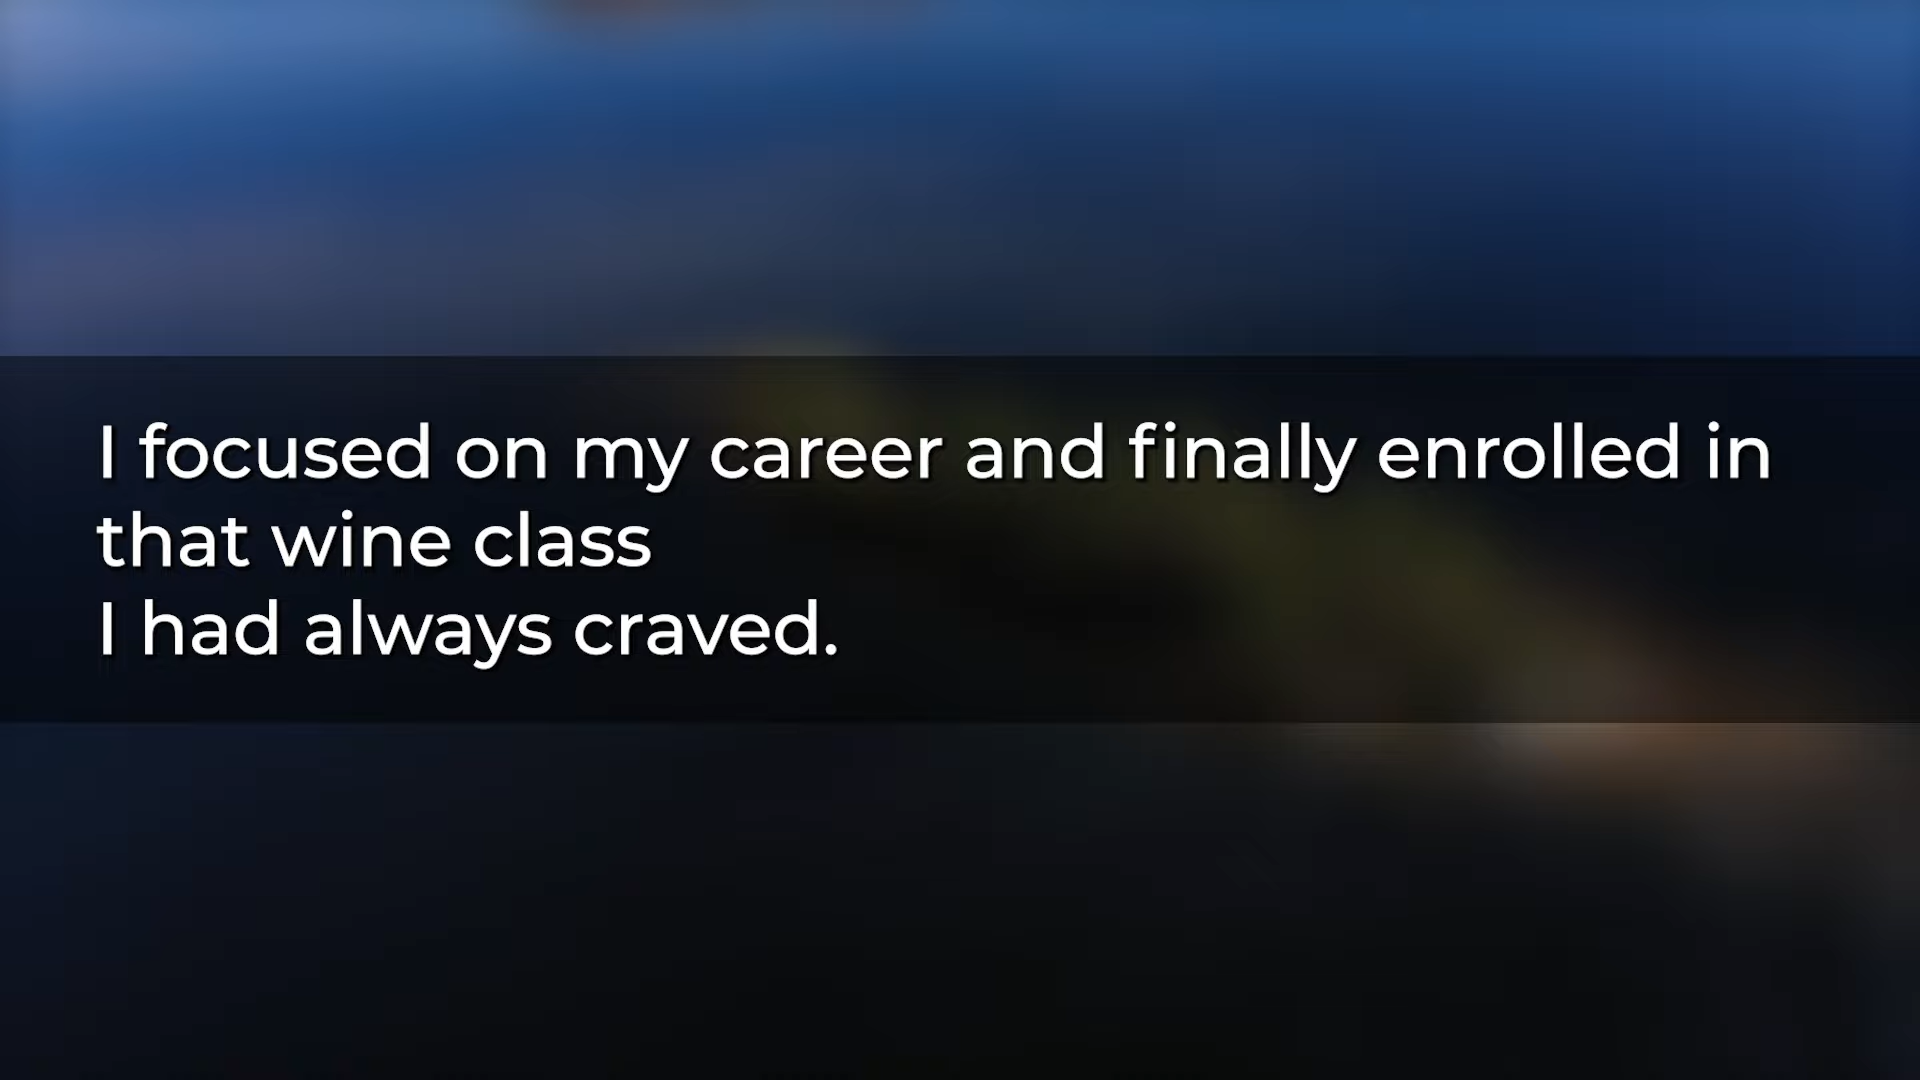 I focused on my career and finally enrolled in
that wine class
I had always craved.